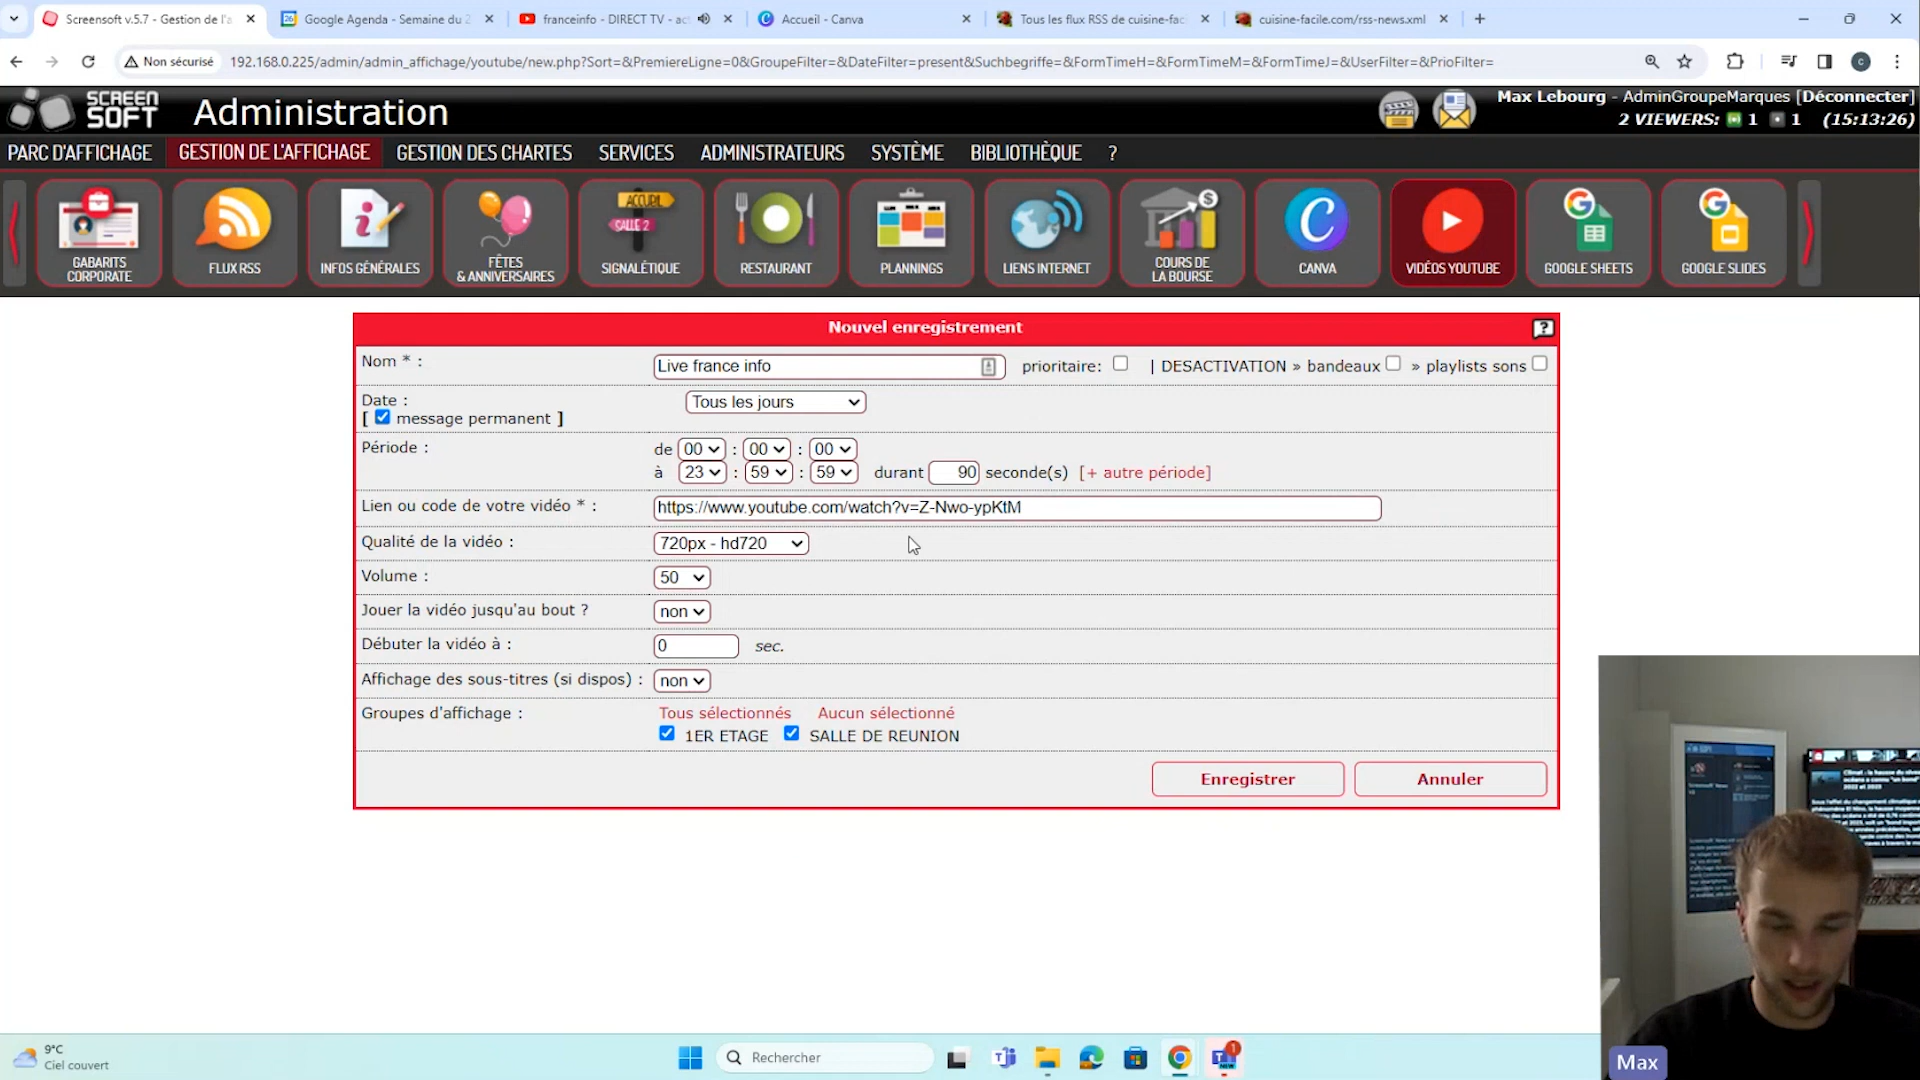 Screensoft v.5.7 - Gestion de l'a
Google Agenda - Semaine du 2
franceinfo - DIRECT TV - ac
Accueil - Canva
Tous les flux RSS de cuisine-fac
cuisine-facile.com/rss-news.xml
Non sécurisé
192.168.0.225/admin/admin_affichage/youtube/new.php?Sort=&PremiereLigne=0&GroupeFilter=&DateFilter=present&Suchbegriffe=&FormTimeH=&FormTimeM=&FormTimeJ=&UserFilter=&PrioFilter=
SCREEN
SOFT
Administration
Max Lebourg - AdminGroupeMarques [Déconnecter]
2 VIEWERS: 1 1 (15:13:26)
PARC D'AFFICHAGE
GESTION DE L'AFFICHAGE
GESTION DES CHARTES
SERVICES
ADMINISTRATEURS
SYSTÈME
BIBLIOTHÈQUE
?
GABARITS
CORPORATE
FLUX RSS
INFOS GÉNÉRALES
FÊTES
& ANNIVERSAIRES
ACCUEIL
SALLE 2
SIGNALÉTIQUE
RESTAURANT
PLANNINGS
LIENS INTERNET
COURS DE
LA BOURSE
CANVA
VIDÉOS YOUTUBE
GOOGLE SHEETS
GOOGLE SLIDES
Nouvel enregistrement
?
Nom * :
Live france info
prioritaire:
| DESACTIVATION » bandeaux
» playlists sons
Date :
[ message permanent ]
Tous les jours
Période :
de 00 : 00 : 00
à 23 : 59 : 59 durant 90 seconde(s) [+ autre période]
Lien ou code de votre vidéo * :
https://www.youtube.com/watch?v=Z-Nwo-ypKtM
Qualité de la vidéo :
720px - hd720
Volume :
50
Jouer la vidéo jusqu'au bout ?
non
Débuter la vidéo à :
0 sec.
Affichage des sous-titres (si dispos) :
non
Groupes d'affichage :
Tous sélectionnés Aucun sélectionné
1ER ETAGE SALLE DE REUNION
Enregistrer
Annuler
9°C
Ciel couvert
Rechercher
1
NEW
Max